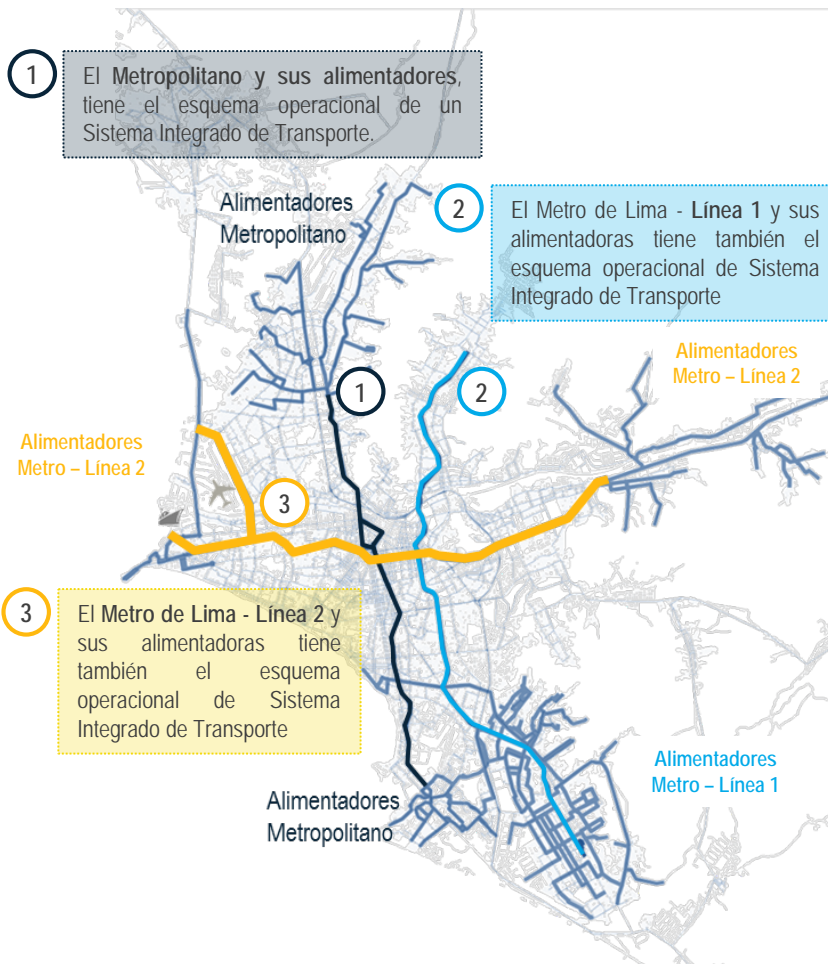 1
El Metropolitano y sus alimentadores,
tiene el esquema operacional de un
Sistema Integrado de Transporte.
Alimentadores
Metropolitano
2
El Metro de Lima - Línea 1 y sus
alimentadoras tiene también el
esquema operacional de Sistema
Integrado de Transporte
Alimentadores
Metro – Línea 2
1
2
Alimentadores
Metro – Línea 2
3
3
El Metro de Lima - Línea 2 y
sus alimentadoras tiene
también el esquema
operacional de Sistema
Integrado de Transporte
Alimentadores
Metro – Línea 1
Alimentadores
Metropolitano